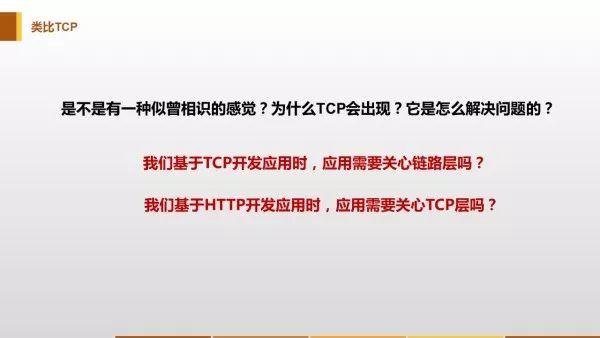 类比TCP
是不是有一种似曾相识的感觉？为什么TCP会出现？它是怎么解决问题的？
我们基于TCP开发应用时，应用需要关心链路层吗？
我们基于HTTP开发应用时，应用需要关心TCP层吗？